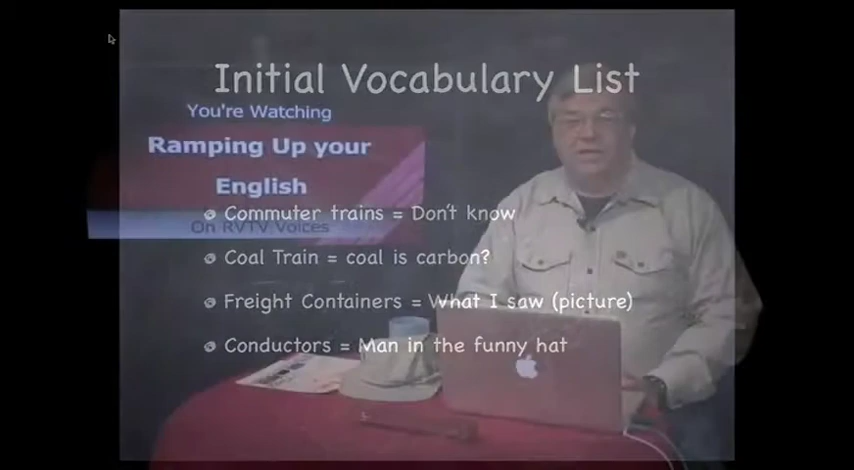 Initial Vocabulary List
You're Watching
Ramping Up your
English
Commuter trains = Don't know
On RVTV Voices
Coal Train = coal is carbon?
Freight Containers = What I saw (picture)
Conductors = Man in the funny hat